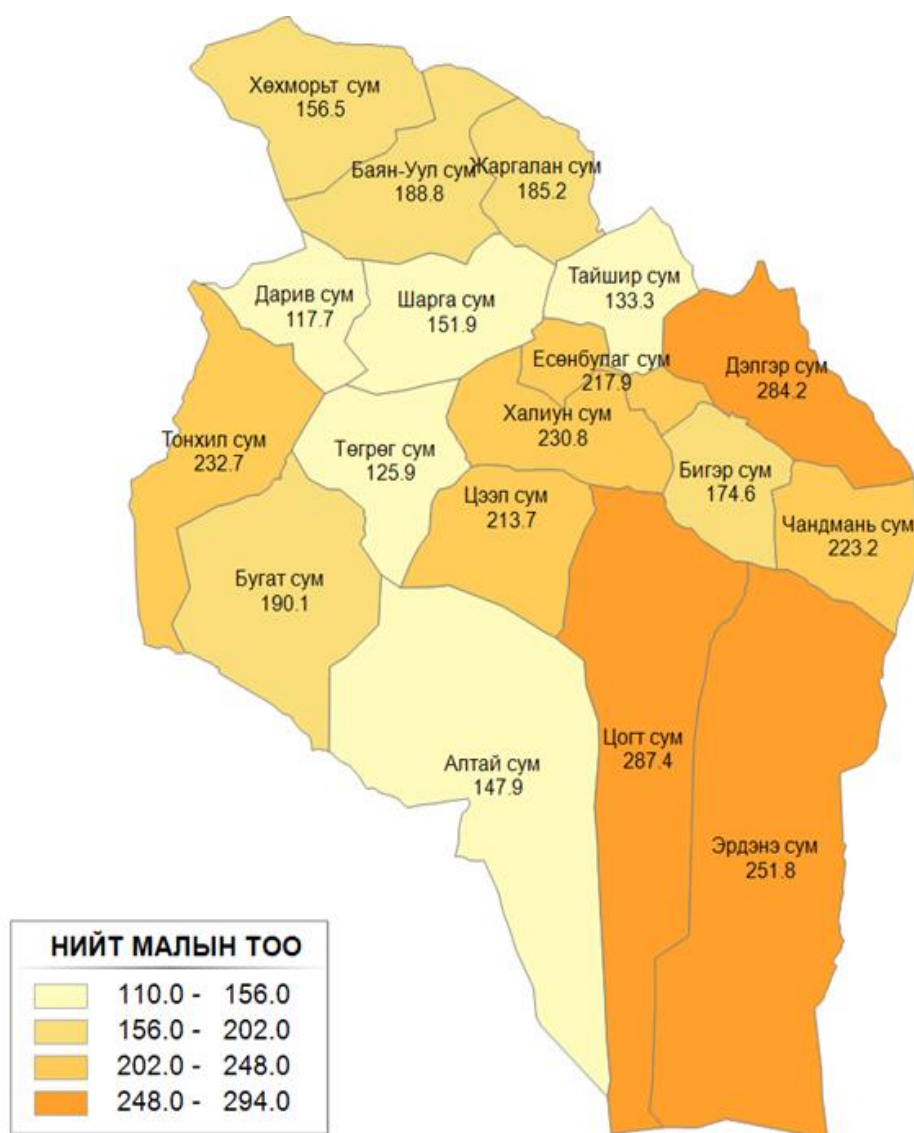 Хөхморьт сум
156.5
Баян-Уул сум
188.8
Жаргалан сум
185.2
Тайшир сум
133.3
Дарив сум
117.7
Шарга сум
151.9
Есөнбулаг сум
217.9
Дэлгэр сум
284.2
Тонхил сум
232.7
Төгрөг сум
125.9
Халиун сум
230.8
Бигэр сум
174.6
Цээл сум
213.7
Чандмань сум
223.2
Бугат сум
190.1
Цогт сум
287.4
Алтай сум
147.9
Эрдэнэ сум
251.8
НИЙТ МАЛЫН ТОО
110.0 - 156.0
156.0 - 202.0
202.0 - 248.0
248.0 - 294.0